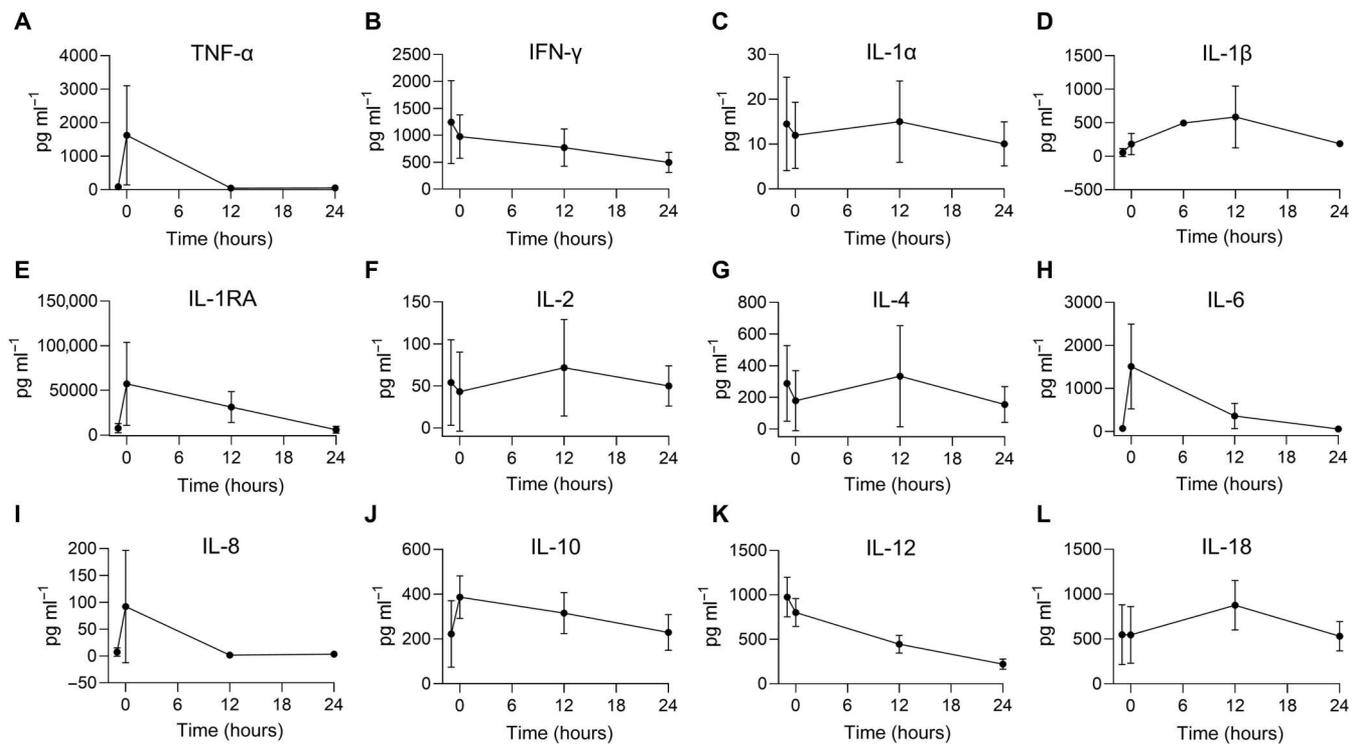 A
TNF-α
pg ml⁻¹
4000
3000
2000
1000
0
0 6 12 18 24
Time (hours)
B
IFN-γ
pg ml⁻¹
2500
2000
1500
1000
500
0
0 6 12 18 24
Time (hours)
C
IL-1α
pg ml⁻¹
30
20
10
0
0 6 12 18 24
Time (hours)
D
IL-1β
pg ml⁻¹
1500
1000
500
0
−500
0 6 12 18 24
Time (hours)
E
IL-1RA
pg ml⁻¹
150,000
100,000
50000
0
0 6 12 18 24
Time (hours)
F
IL-2
pg ml⁻¹
150
100
50
0
0 6 12 18 24
Time (hours)
G
IL-4
pg ml⁻¹
800
600
400
200
0
0 6 12 18 24
Time (hours)
H
IL-6
pg ml⁻¹
3000
2000
1000
0
0 6 12 18 24
Time (hours)
I
IL-8
pg ml⁻¹
200
150
100
50
0
−50
0 6 12 18 24
Time (hours)
J
IL-10
pg ml⁻¹
600
400
200
0
0 6 12 18 24
Time (hours)
K
IL-12
pg ml⁻¹
1500
1000
500
0
0 6 12 18 24
Time (hours)
L
IL-18
pg ml⁻¹
1500
1000
500
0
0 6 12 18 24
Time (hours)